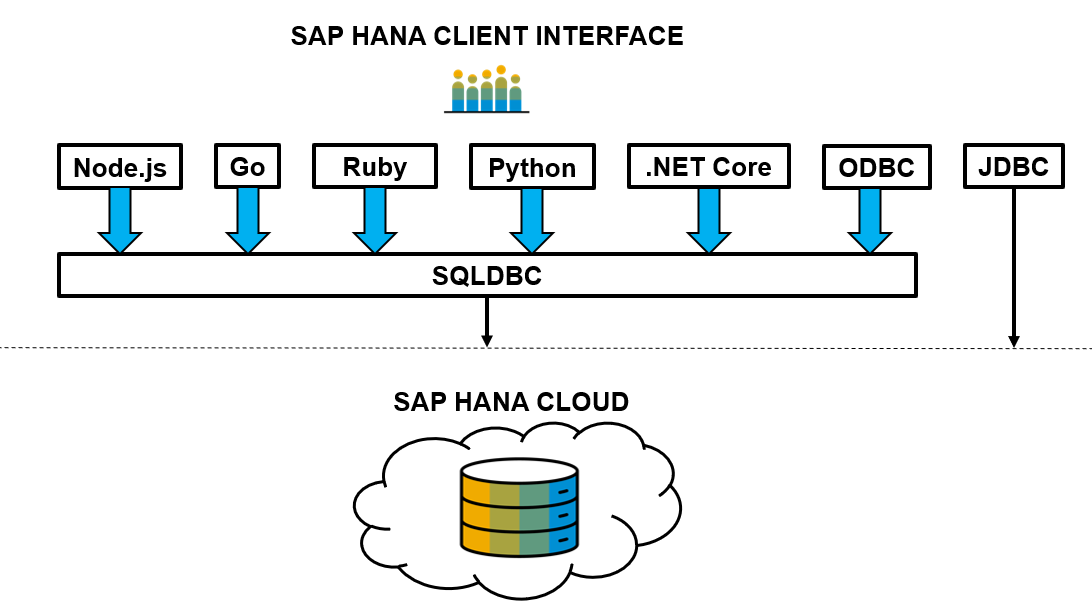 SAP HANA CLIENT INTERFACE
Node.js
Go
Ruby
Python
.NET Core
ODBC
JDBC
SQLDBC
SAP HANA CLOUD